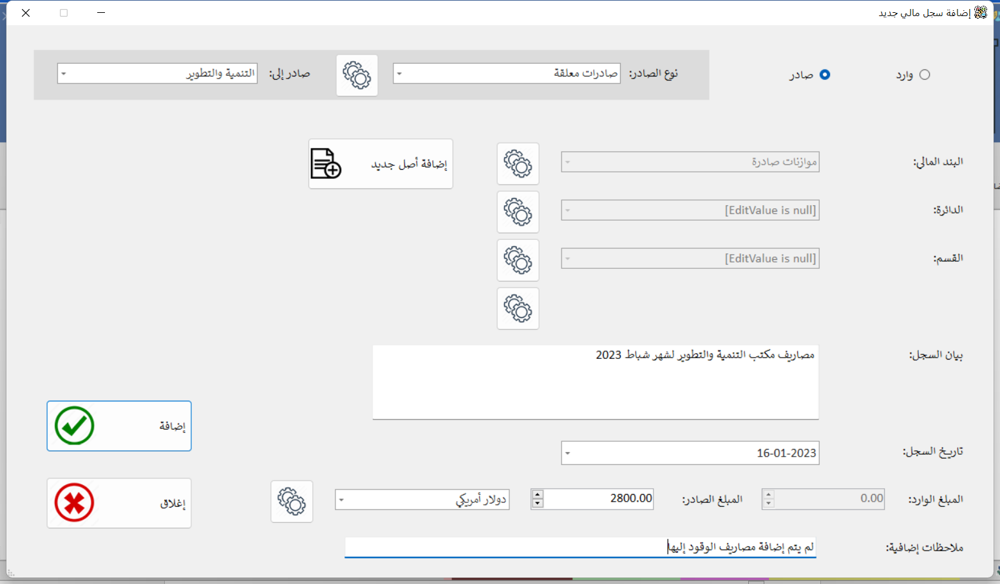 إضافة سجل مالي جديد
وارد
صادر
نوع الصادر:
صادرات معلقة
صادر إلى:
التنمية والتطوير
البند المالي:
موازنات صادرة
إضافة أصل جديد
الدائرة:
[EditValue is null]
القسم:
[EditValue is null]
بيان السجل:
مصاريف مكتب التنمية والتطوير لشهر شباط 2023
إضافة
تاريخ السجل:
16-01-2023
المبلغ الوارد:
0.00
المبلغ الصادر:
2800.00
دولار أمريكي
إغلاق
ملاحظات إضافية:
لم يتم إضافة مصاريف الوقود إليها